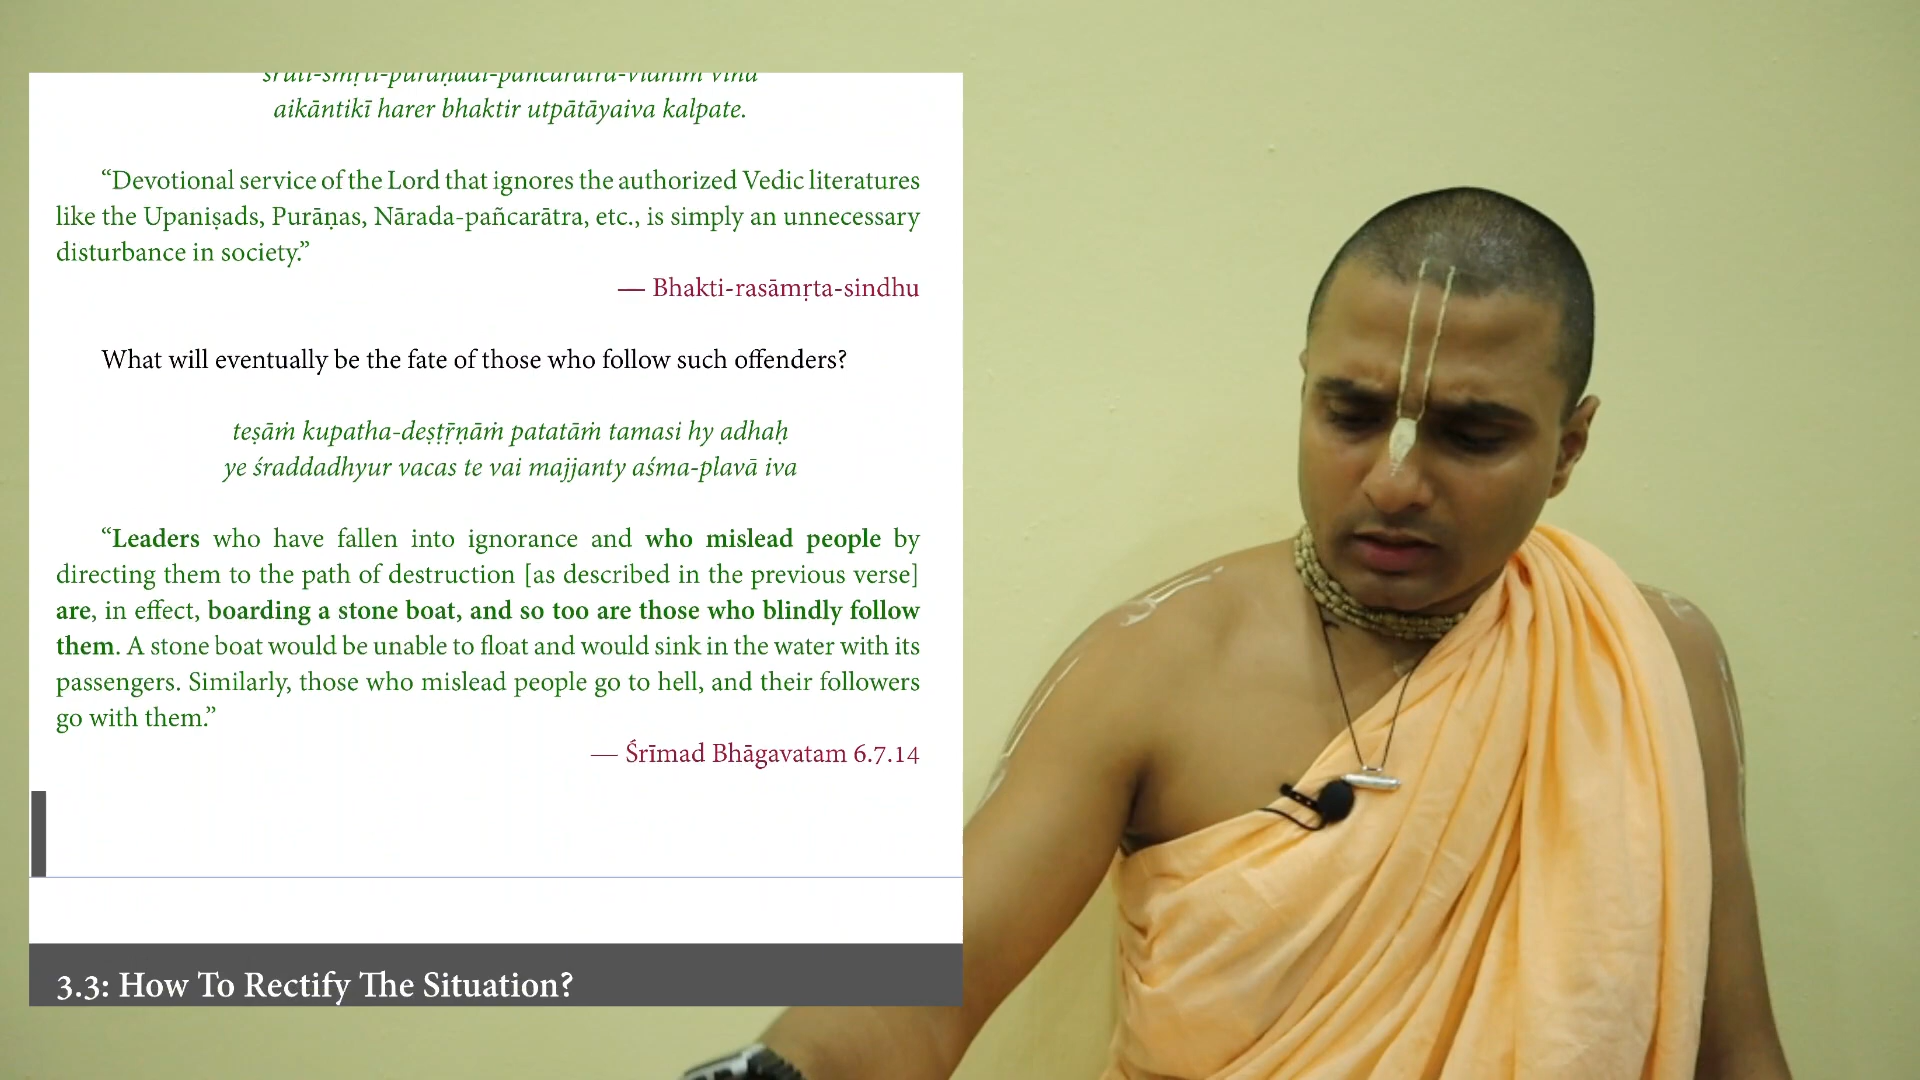 śruti-smṛti-purāṇādi-pañcarātra-vidhiṁ vinā
aikāntikī harer bhaktir utpātāyaiva kalpate.
“Devotional service of the Lord that ignores the authorized Vedic literatures
like the Upaniṣads, Purāṇas, Nārada-pañcarātra, etc., is simply an unnecessary
disturbance in society.”
— Bhakti-rasāmṛta-sindhu
What will eventually be the fate of those who follow such offenders?
teṣāṁ kupatha-deṣṭṝṇāṁ patatāṁ tamasi hy adhaḥ
ye śraddadhyur vacas te vai majjanty aśma-plavā iva
“Leaders who have fallen into ignorance and who mislead people by
directing them to the path of destruction [as described in the previous verse]
are, in effect, boarding a stone boat, and so too are those who blindly follow
them. A stone boat would be unable to float and would sink in the water with its
passengers. Similarly, those who mislead people go to hell, and their followers
go with them.”
— Śrīmad Bhāgavatam 6.7.14
3.3: How To Rectify The Situation?